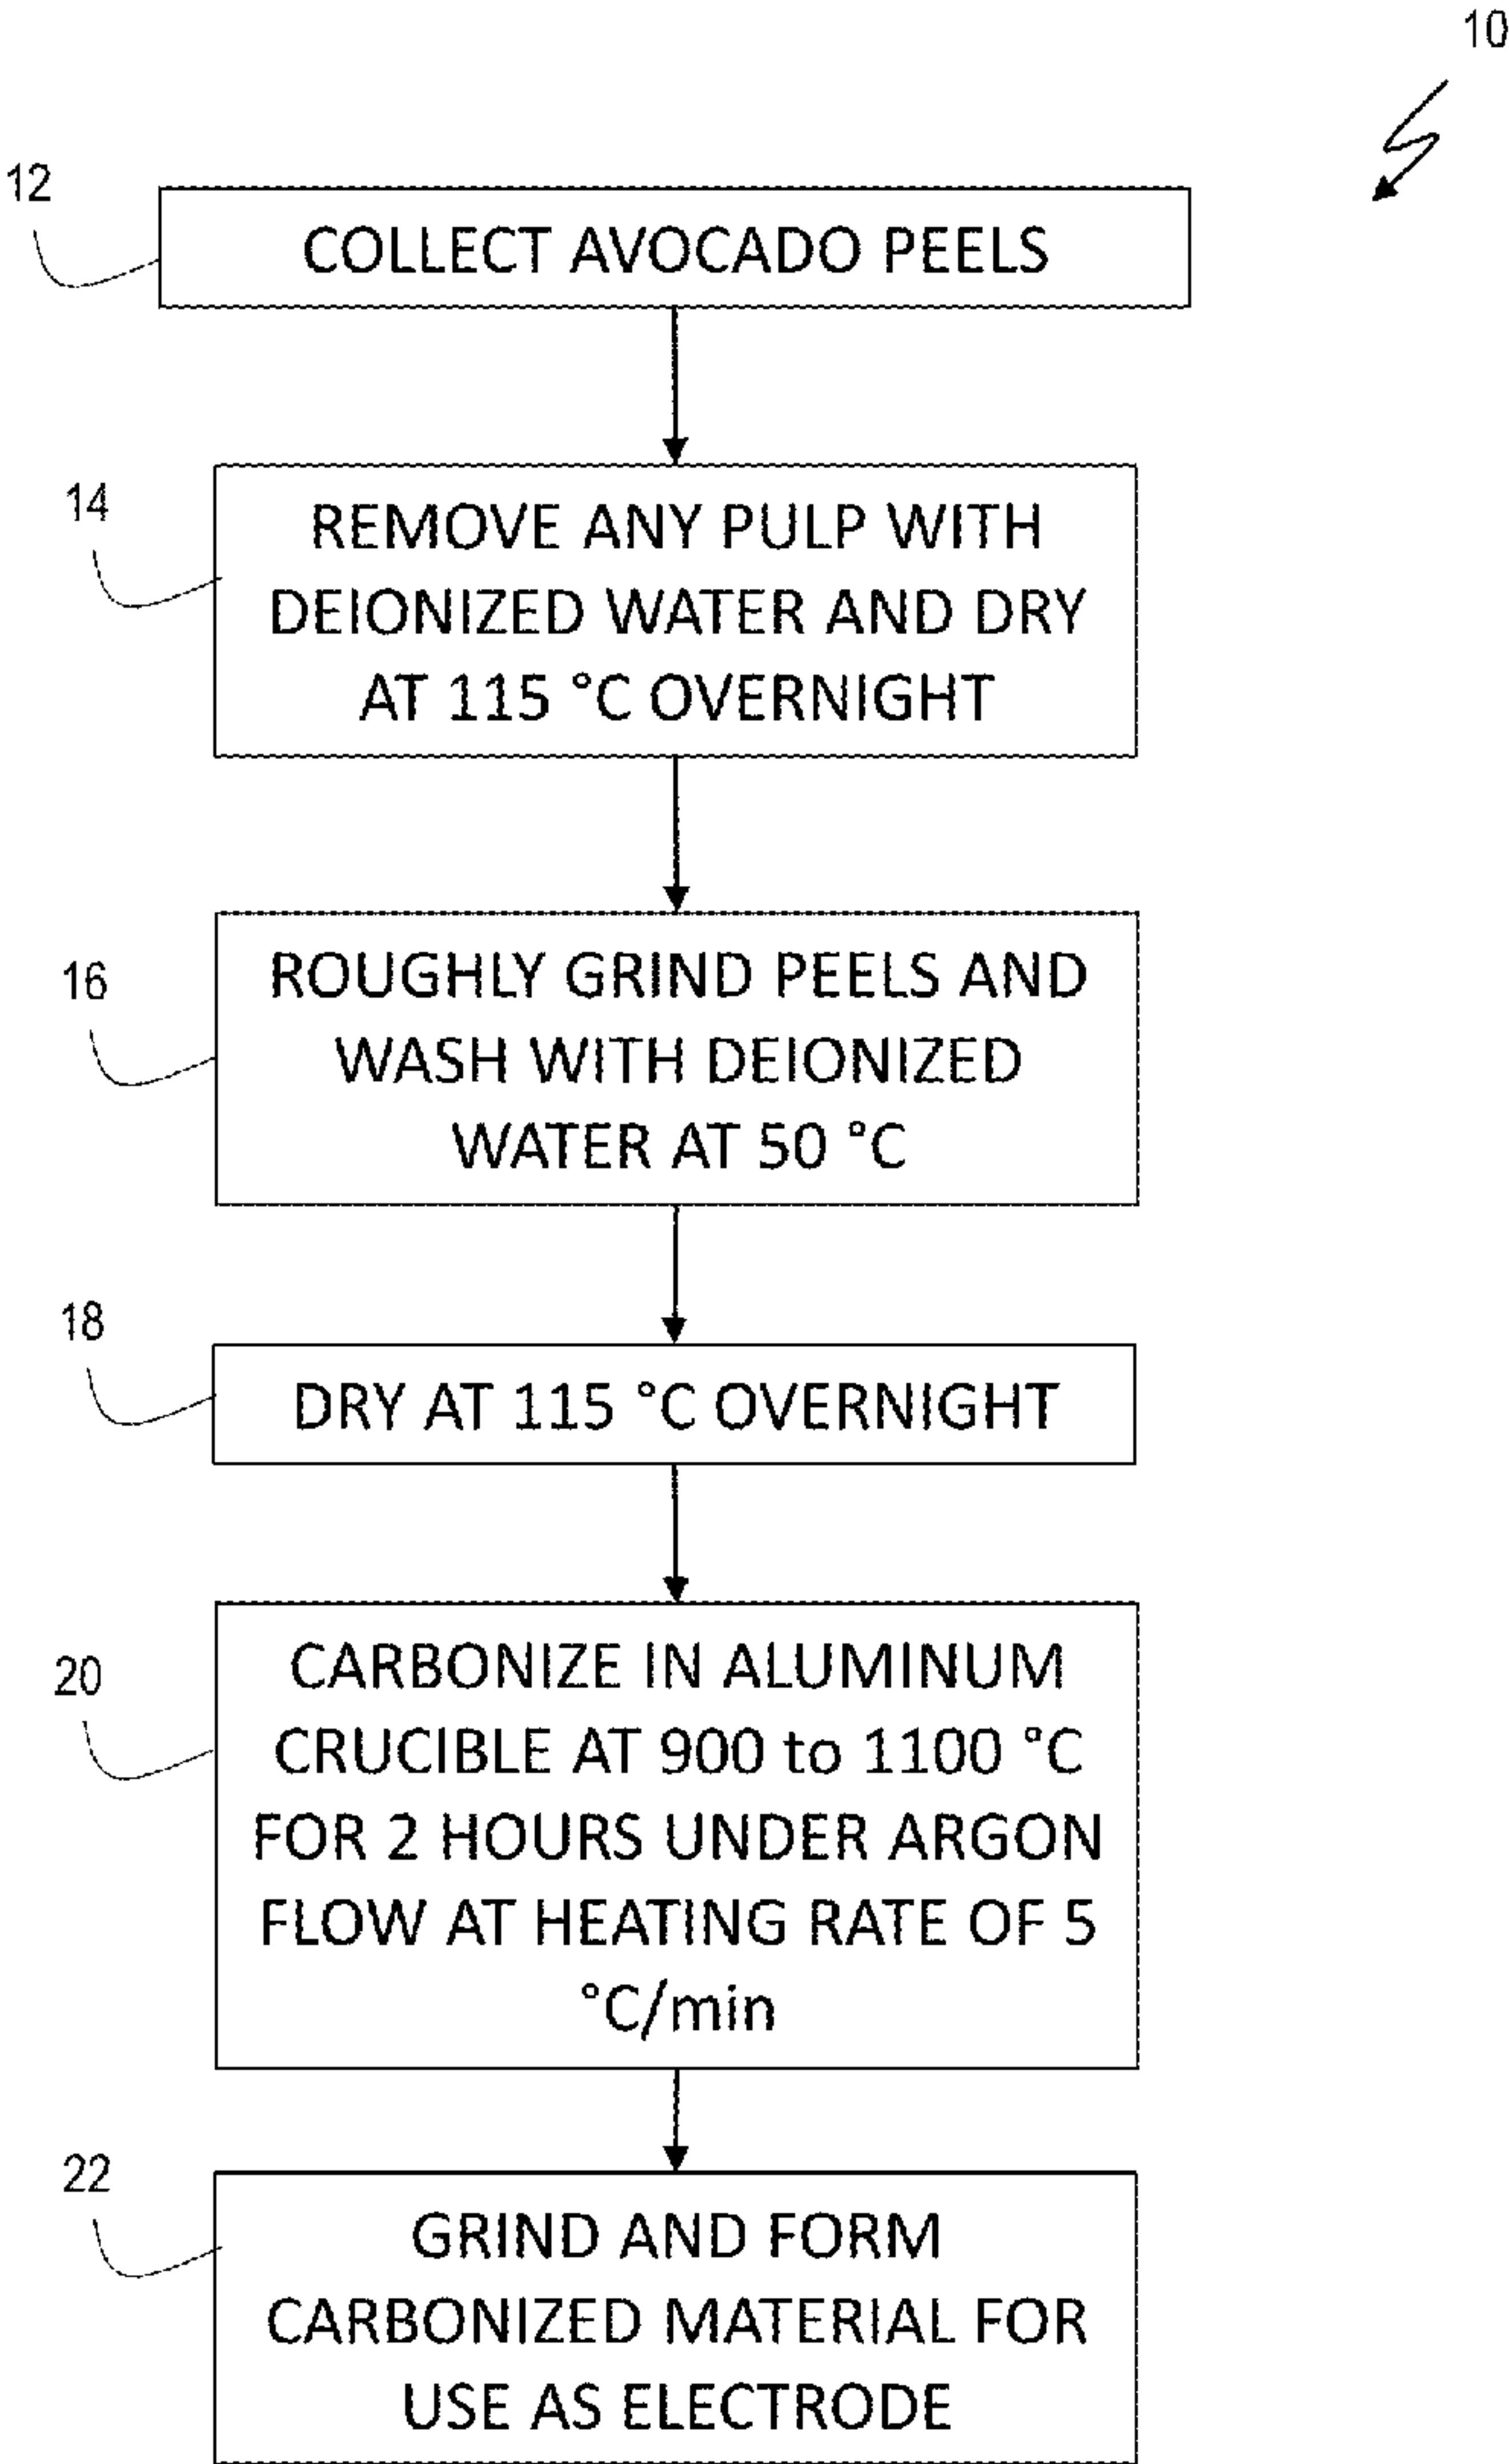 10
12
COLLECT AVOCADO PEELS
14
REMOVE ANY PULP WITH
DEIONIZED WATER AND DRY
AT 115 °C OVERNIGHT
16
ROUGHLY GRIND PEELS AND
WASH WITH DEIONIZED
WATER AT 50 °C
18
DRY AT 115 °C OVERNIGHT
20
CARBONIZE IN ALUMINUM
CRUCIBLE AT 900 to 1100 °C
FOR 2 HOURS UNDER ARGON
FLOW AT HEATING RATE OF 5
°C/min
22
GRIND AND FORM
CARBONIZED MATERIAL FOR
USE AS ELECTRODE